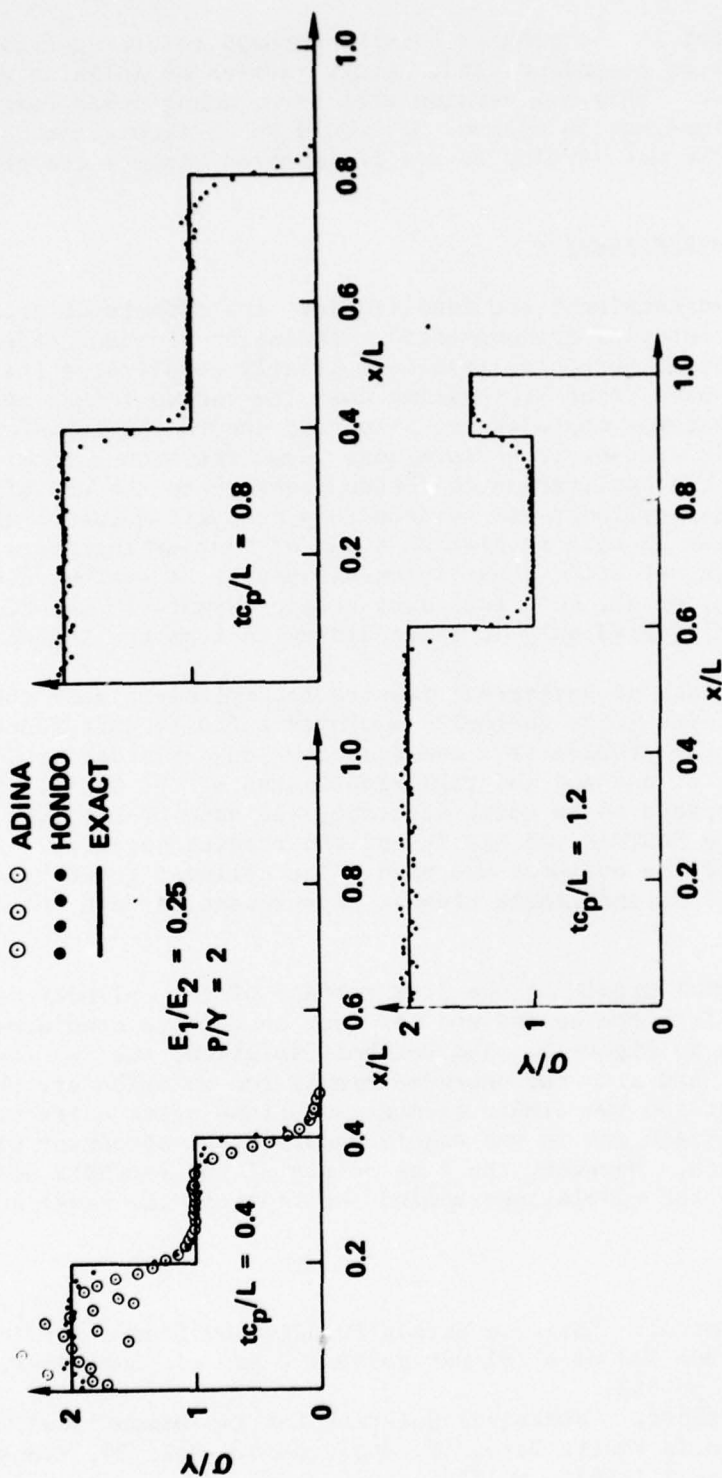 ⊙ ⊙ ⊙ ADINA
• • • • HONDO
— EXACT
E₁/E₂ = 0.25
P/Y = 2
σ/Y
2
1
0
tcₚ/L = 0.4
0.2
0.4
0.6
0.8
1.0
x/L
tcₚ/L = 0.8
0.2
0.4
0.6
0.8
1.0
x/L
σ/Y
2
1
0
tcₚ/L = 1.2
0.2
0.4
0.6
0.8
1.0
x/L